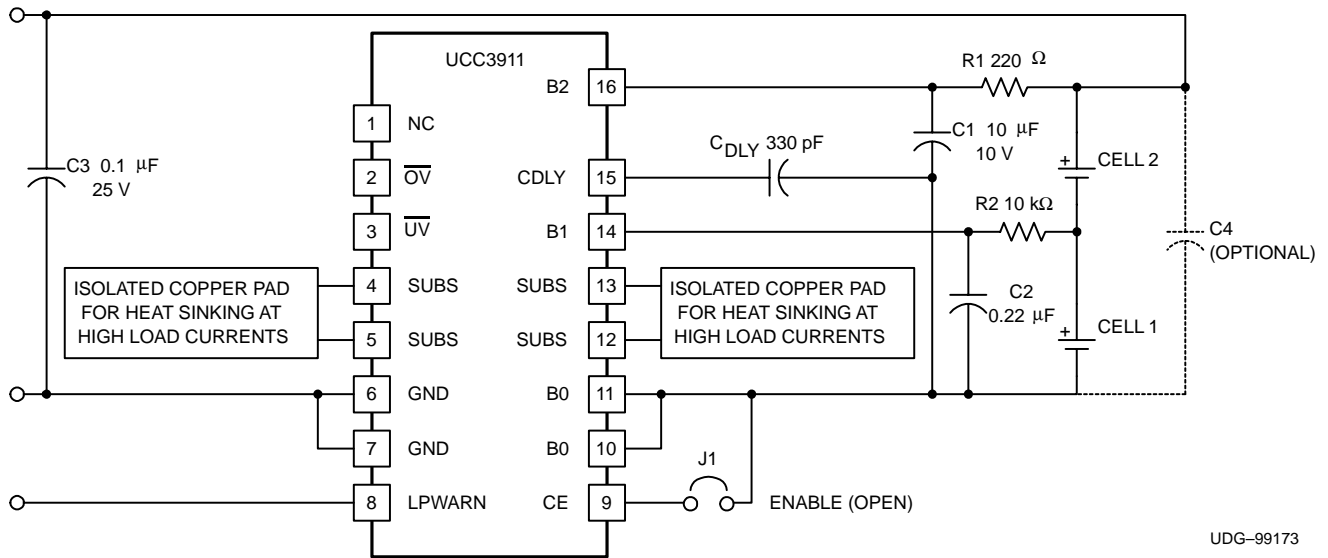 UCC3911
R1 220 Ω
B2 16
1 NC
C1 10 μF
10 V
CDLY 330 pF
C3 0.1 μF
25 V
2 OV
CDLY 15
CELL 2
+
R2 10 kΩ
3 UV
B1 14
C4
(OPTIONAL)
ISOLATED COPPER PAD
FOR HEAT SINKING AT
HIGH LOAD CURRENTS
4 SUBS
SUBS 13
ISOLATED COPPER PAD
FOR HEAT SINKING AT
HIGH LOAD CURRENTS
C2
0.22 μF
CELL 1
+
5 SUBS
SUBS 12
6 GND
B0 11
7 GND
B0 10
J1
8 LPWARN
CE 9
ENABLE (OPEN)
UDG–99173